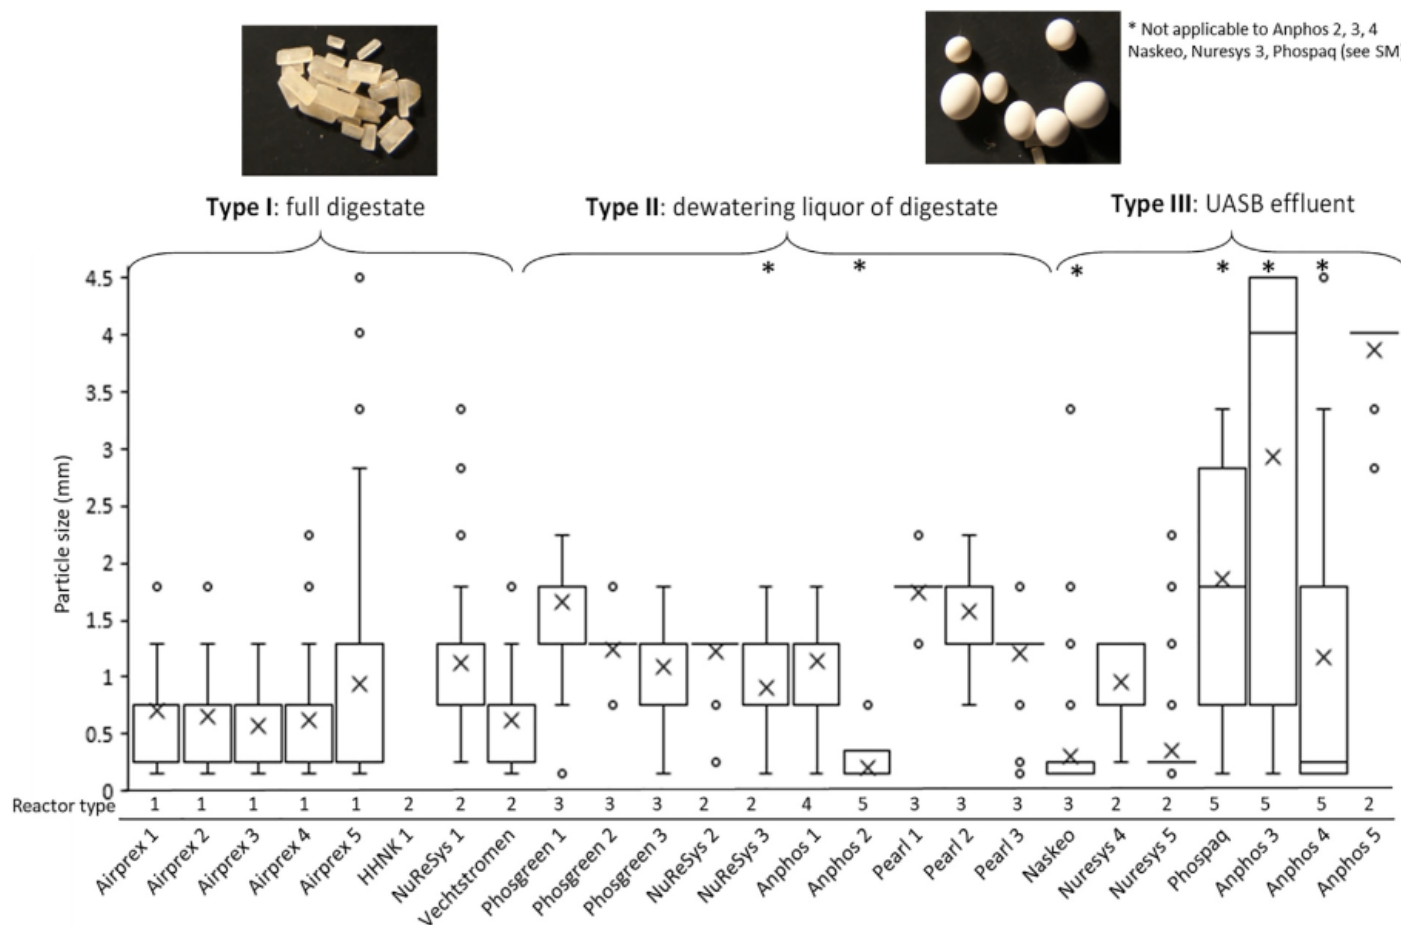 * Not applicable to Anphos 2, 3, 4
Naskeo, Nuresys 3, Phospaq (see SM)
Type I: full digestate
Type II: dewatering liquor of digestate
Type III: UASB effluent
* * * * * *
Particle size (mm)
4.5
4
3.5
3
2.5
2
1.5
1
0.5
0
Reactor type 1 1 1 1 1 2 2 2 3 3 3 2 2 4 5 3 3 3 3 2 2 5 5 5 2
Airprex 1
Airprex 2
Airprex 3
Airprex 4
Airprex 5
HHNK 1
NuReSys 1
Vechtstromen
Phosgreen 1
Phosgreen 2
Phosgreen 3
NuReSys 2
NuReSys 3
Anphos 1
Anphos 2
Pearl 1
Pearl 2
Pearl 3
Naskeo
Nuresys 4
Nuresys 5
Phospaq
Anphos 3
Anphos 4
Anphos 5